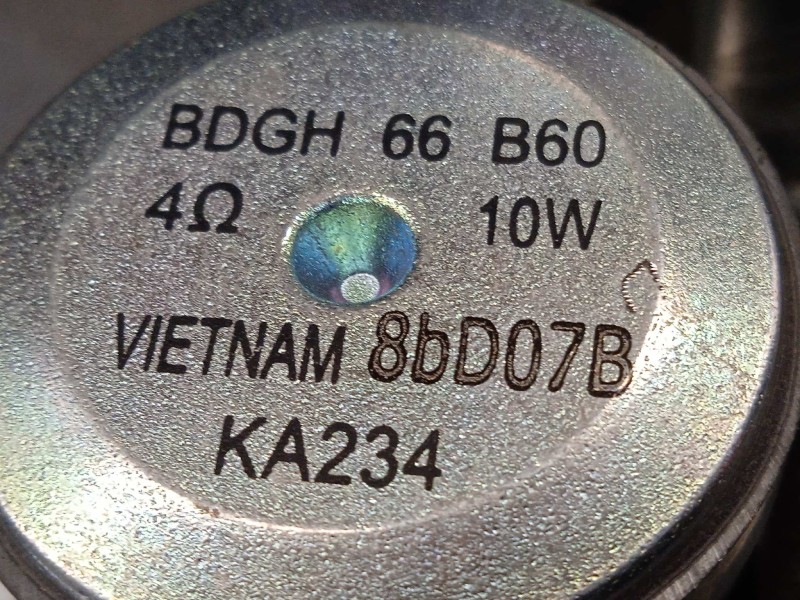 BDGH 66 B60
4Ω 10W
VIETNAM 8bD07B
KA234